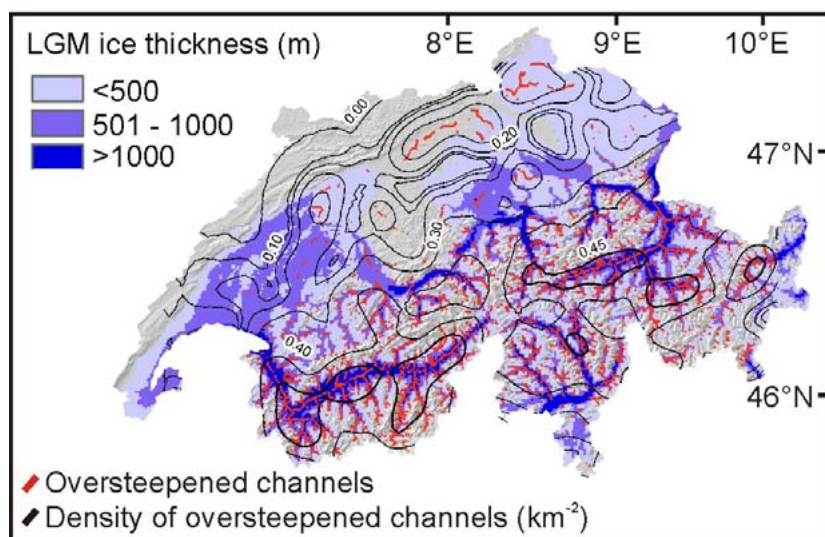 LGM ice thickness (m)
<500
501 - 1000
>1000
8°E
9°E
10°E
47°N
46°N
0.00
0.20
0.10
0.30
0.45
0.40
Oversteepened channels
Density of oversteepened channels (km-2)